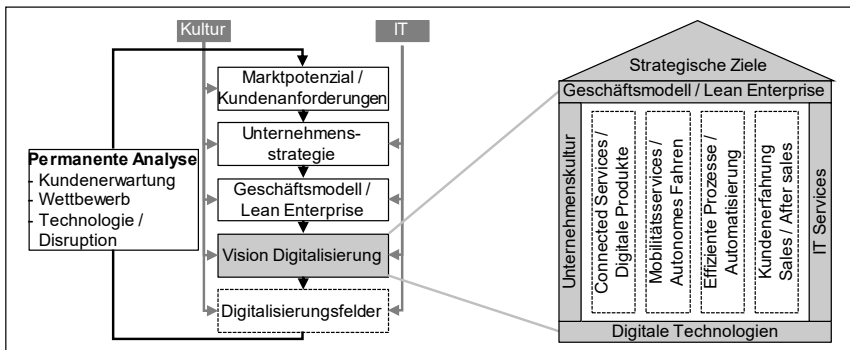 Kultur
IT
Marktpotenzial /
Kundenanforderungen
Unternehmens-
strategie
Geschäftsmodell /
Lean Enterprise
Vision Digitalisierung
Digitalisierungsfelder
Permanente Analyse
- Kundenerwartung
- Wettbewerb
- Technologie /
Disruption
Strategische Ziele
Geschäftsmodell / Lean Enterprise
Unternehmenskultur
Connected Services /
Digitale Produkte
Mobilitätsservices /
Autonomes Fahren
Effiziente Prozesse /
Automatisierung
Kundenerfahrung
Sales / After sales
IT Services
Digitale Technologien